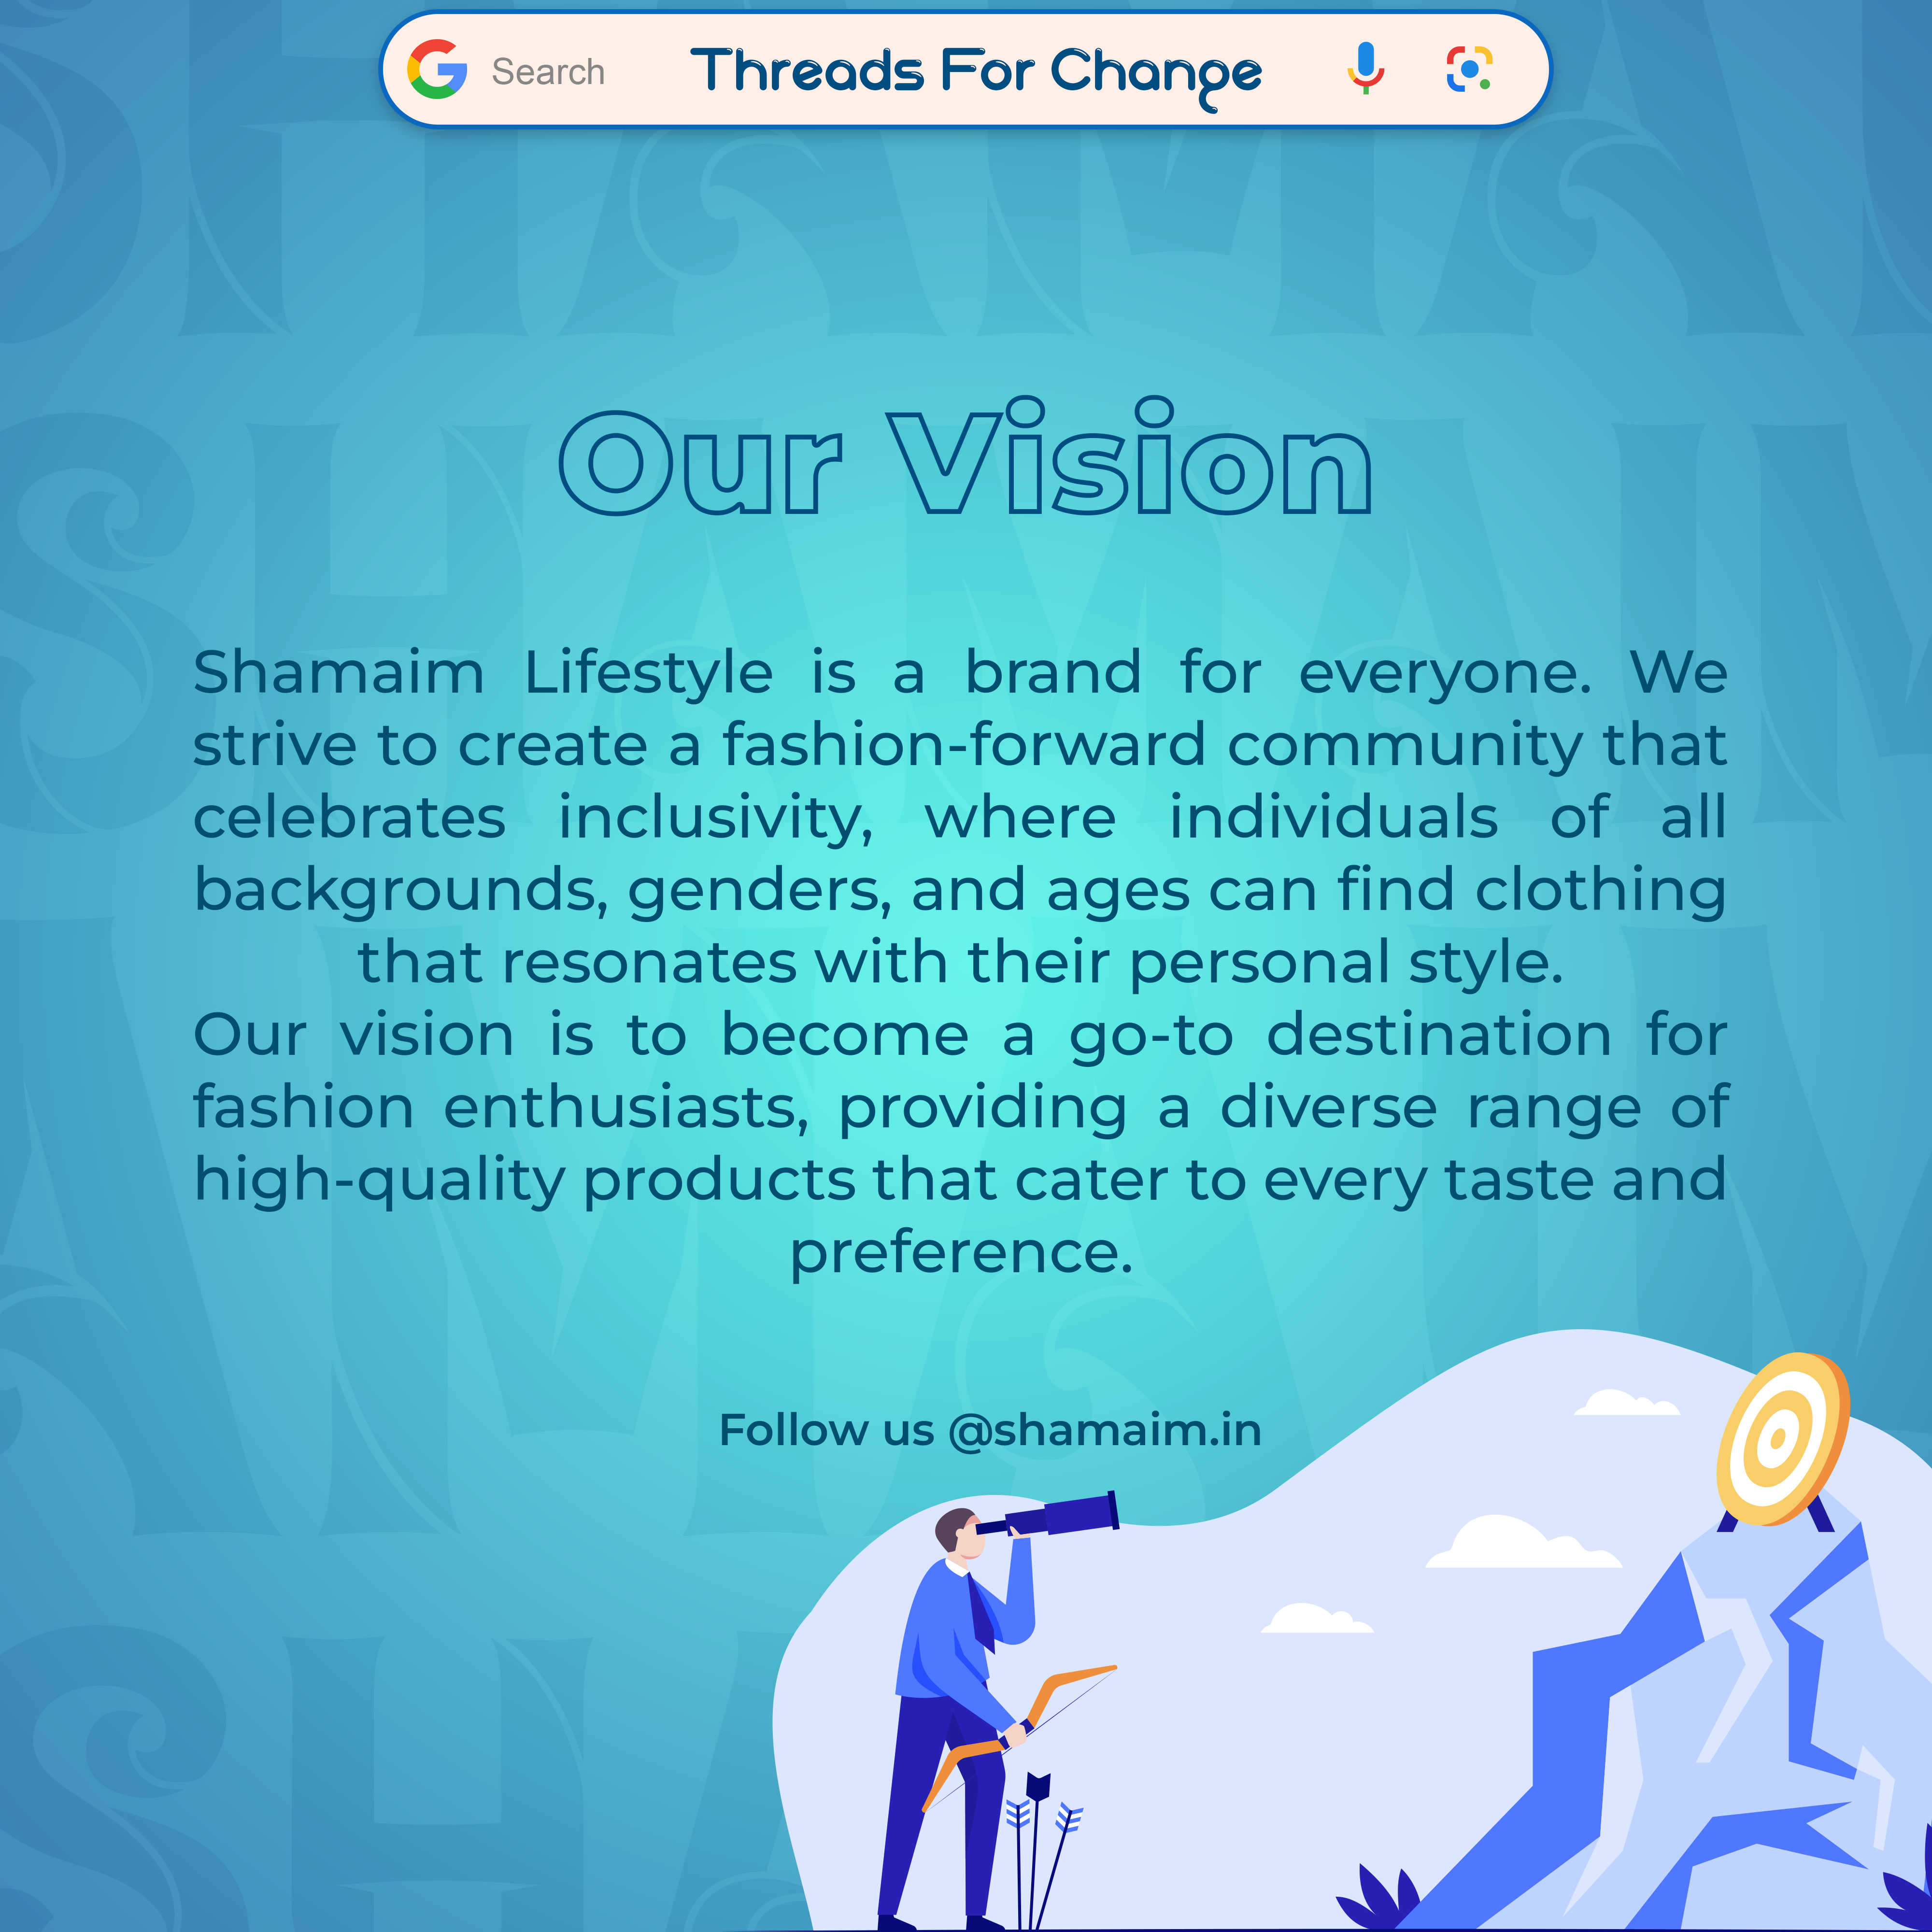 Search Threads For Change
Our Vision
Shamaim Lifestyle is a brand for everyone. We
strive to create a fashion-forward community that
celebrates inclusivity, where individuals of all
backgrounds, genders, and ages can find clothing
that resonates with their personal style.
Our vision is to become a go-to destination for
fashion enthusiasts, providing a diverse range of
high-quality products that cater to every taste and
preference.
Follow us @shamaim.in